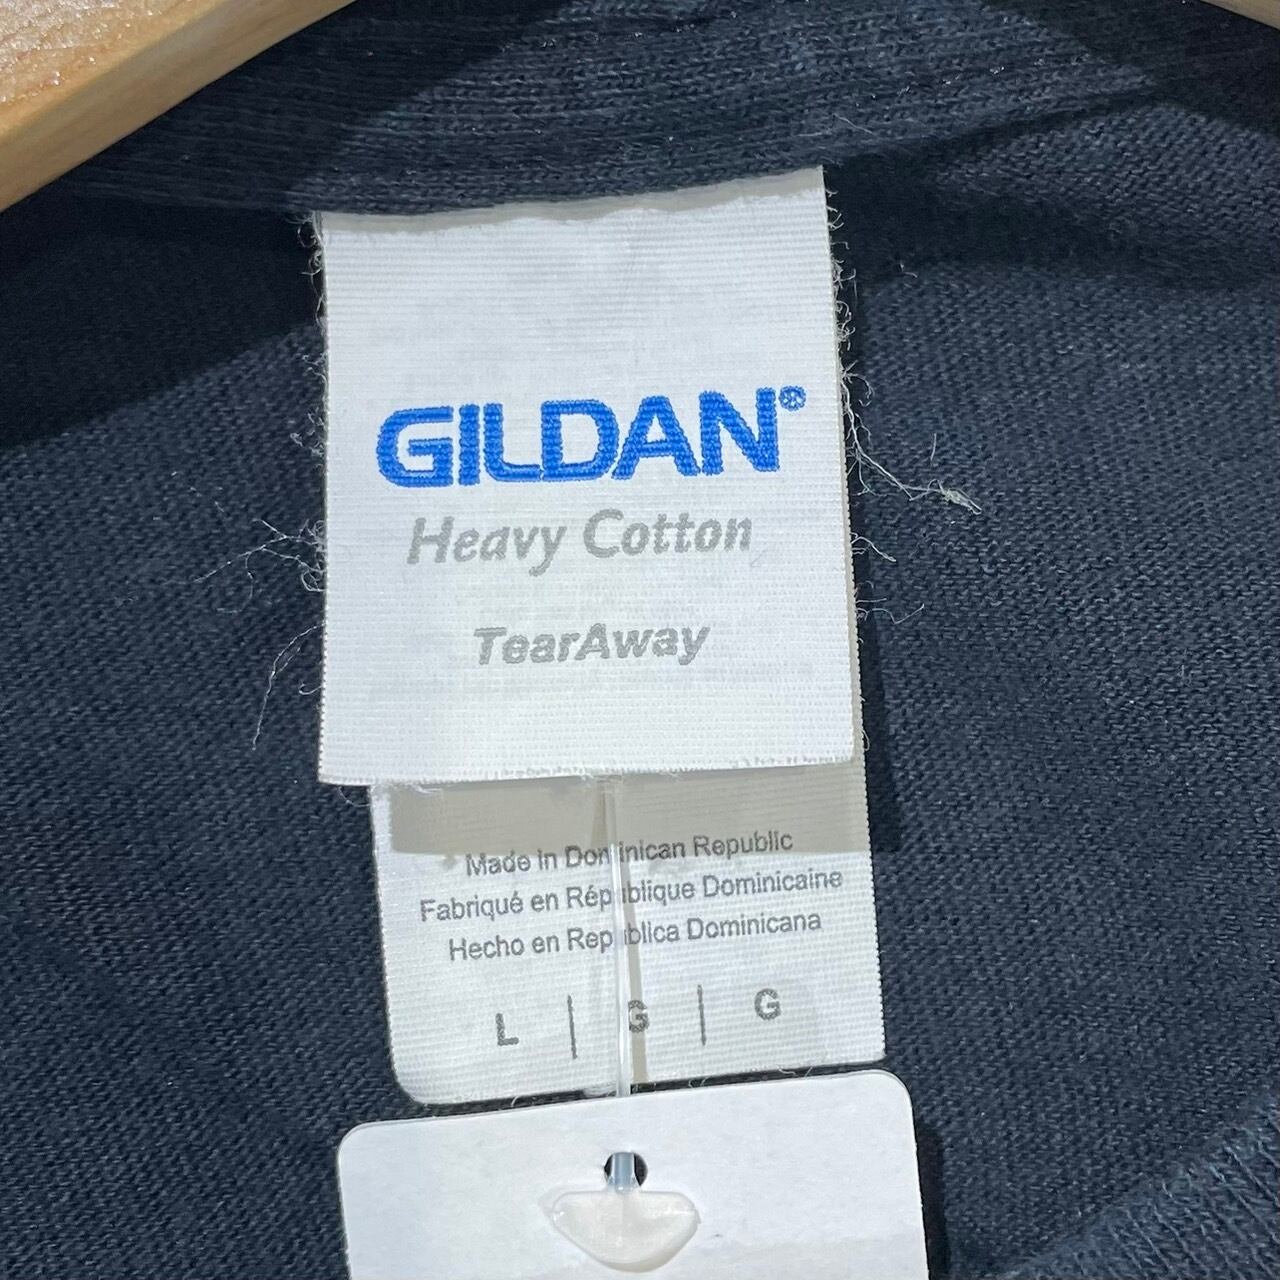 GILDAN®
Heavy Cotton
TearAway
Made in Dominican Republic
Fabriqué en République Dominicaine
Hecho en Republica Dominicana
L | G | G